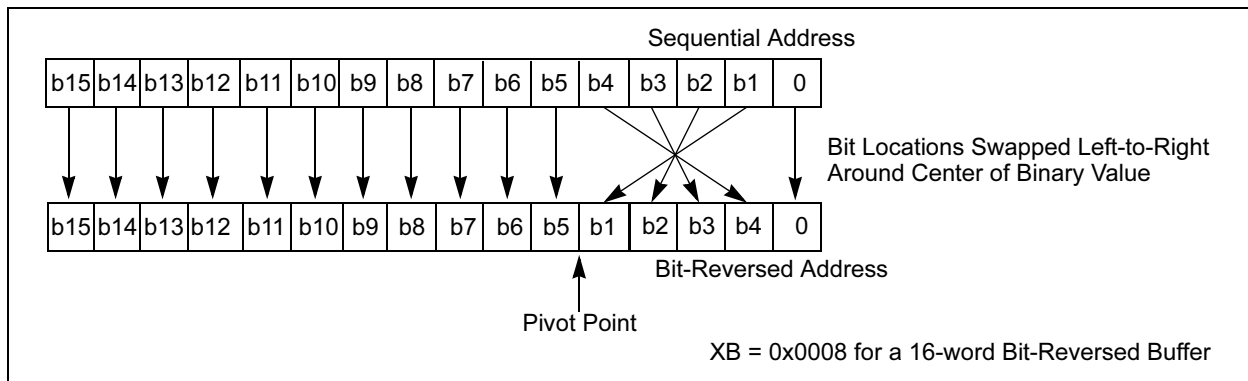 Sequential Address
b15 b14 b13 b12 b11 b10 b9 b8 b7 b6 b5 b4 b3 b2 b1 0
Bit Locations Swapped Left-to-Right
Around Center of Binary Value
b15 b14 b13 b12 b11 b10 b9 b8 b7 b6 b5 b1 b2 b3 b4 0
Bit-Reversed Address
Pivot Point
XB = 0x0008 for a 16-word Bit-Reversed Buffer